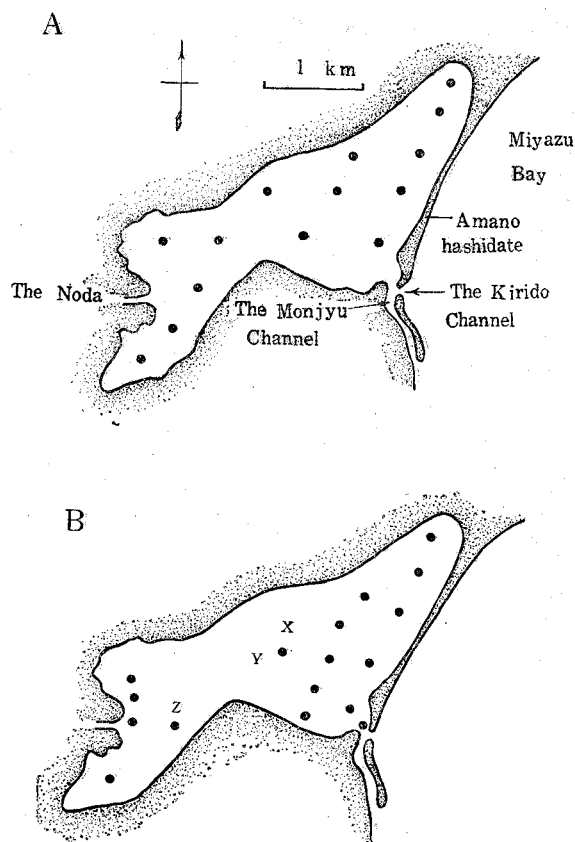 A
1 km
Miyazu
Bay
Amano
hashidate
The Noda
The Kirido
Channel
The Monjyu
Channel
B
X
Y
Z